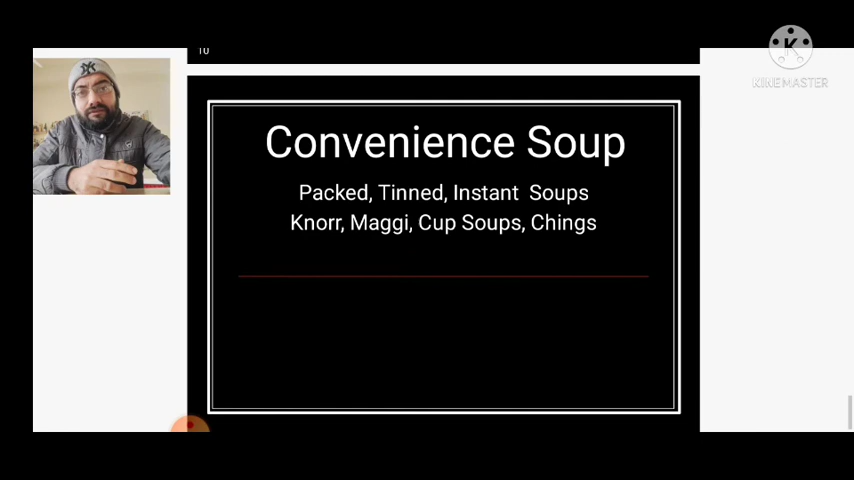 10
KINEMASTER
Convenience Soup
Packed, Tinned, Instant Soups
Knorr, Maggi, Cup Soups, Chings